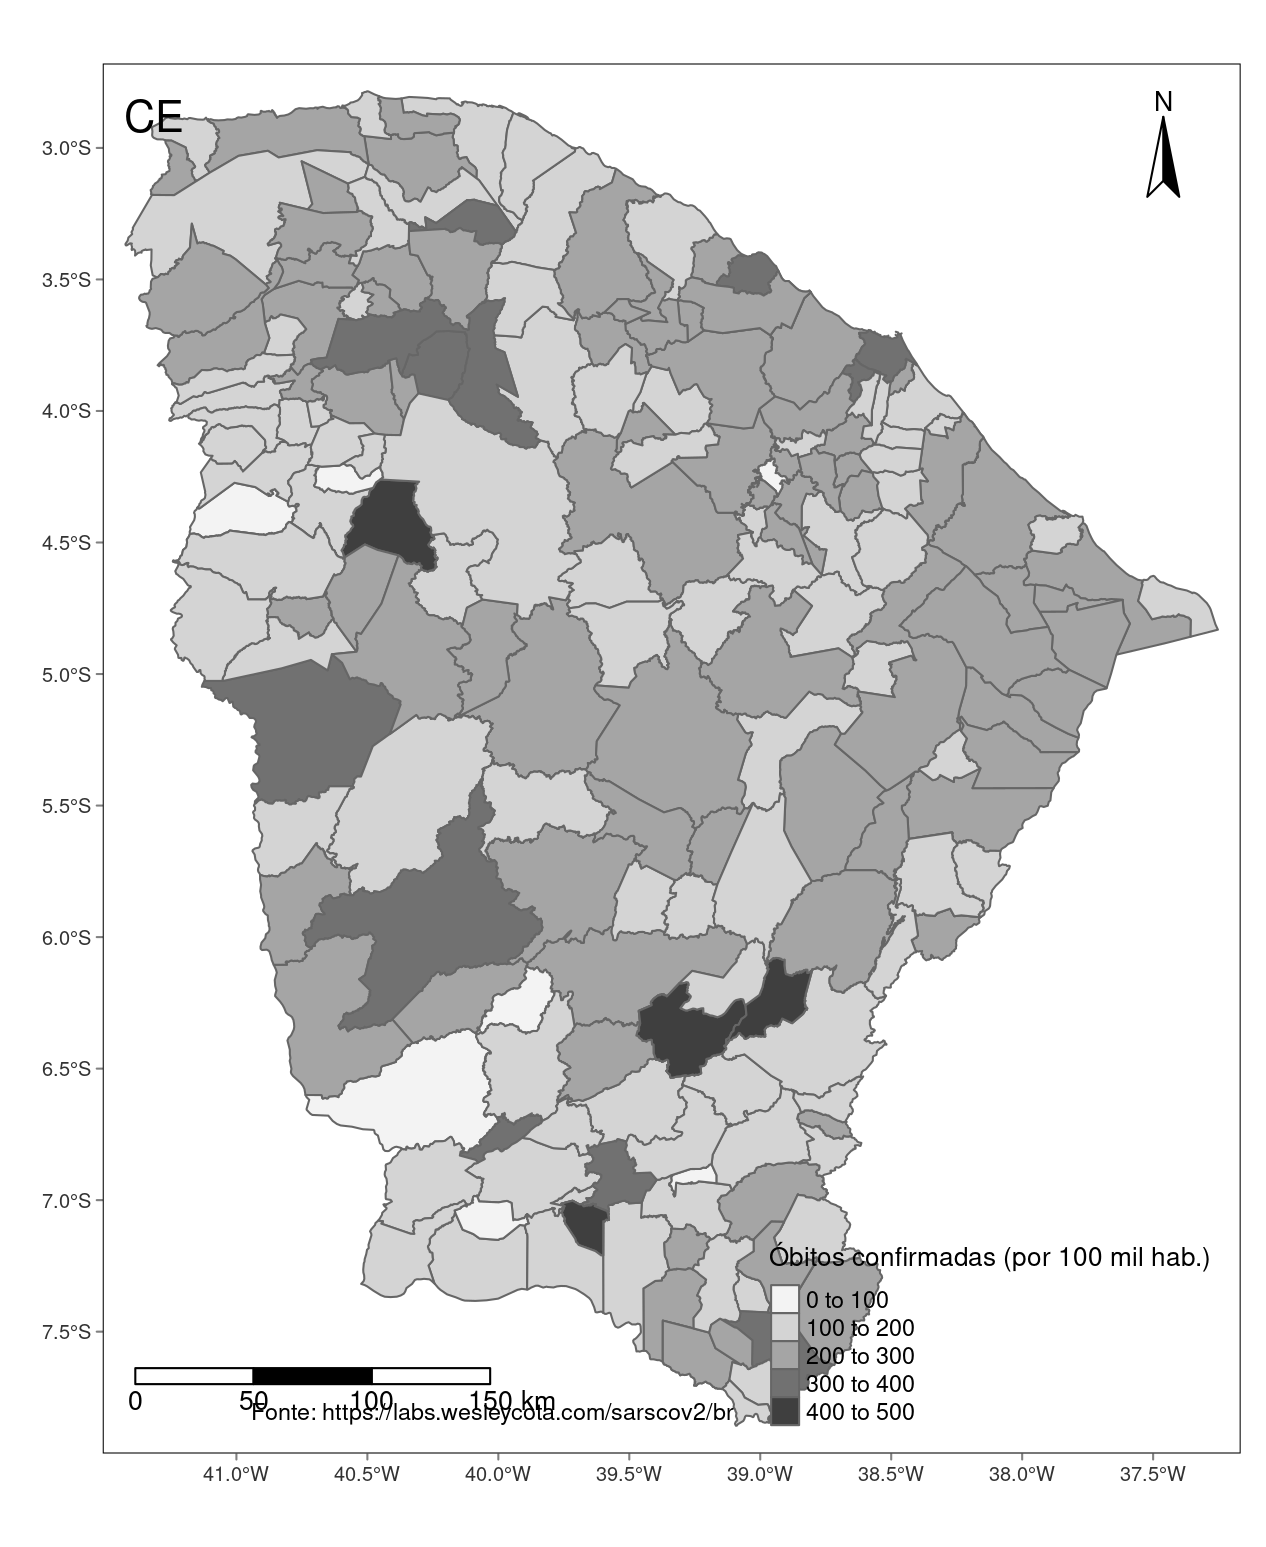 CE
N
3.0°S
3.5°S
4.0°S
4.5°S
5.0°S
5.5°S
6.0°S
6.5°S
7.0°S
7.5°S
Óbitos confirmadas (por 100 mil hab.)
0 to 100
100 to 200
200 to 300
300 to 400
400 to 500
0 50 100 150 km
Fonte: https://labs.wesleycota.com/sarscov2/br
41.0°W 40.5°W 40.0°W 39.5°W 39.0°W 38.5°W 38.0°W 37.5°W